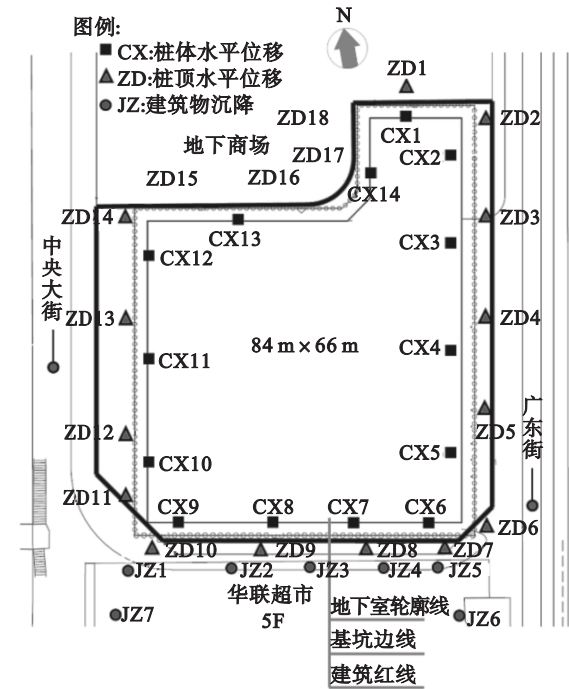 图例:
CX:桩体水平位移
ZD:桩顶水平位移
JZ:建筑物沉降
N
ZD1
ZD18
ZD2
地下商场
CX1
ZD17
CX2
ZD15
ZD16
CX14
ZD14
ZD3
CX13
CX3
中央大街
CX12
ZD13
ZD4
84 m × 66 m
CX4
CX11
广东街
ZD12
ZD5
CX5
CX10
ZD11
CX9
CX8
CX7
CX6
ZD6
ZD10
ZD9
ZD8
ZD7
JZ1
JZ2
JZ3
JZ4
JZ5
华联超市
5F
地下室轮廓线
JZ7
JZ6
基坑边线
建筑红线